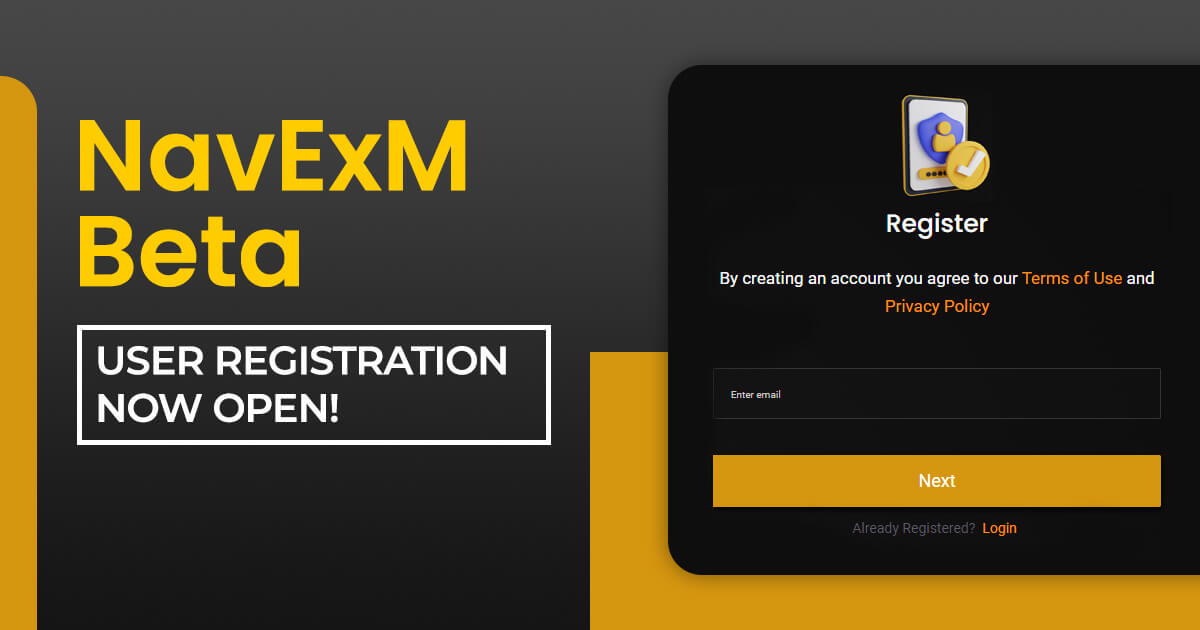 NavExM
Beta
USER REGISTRATION
NOW OPEN!
Register
By creating an account you agree to our Terms of Use and
Privacy Policy
Enter email
Next
Already Registered? Login